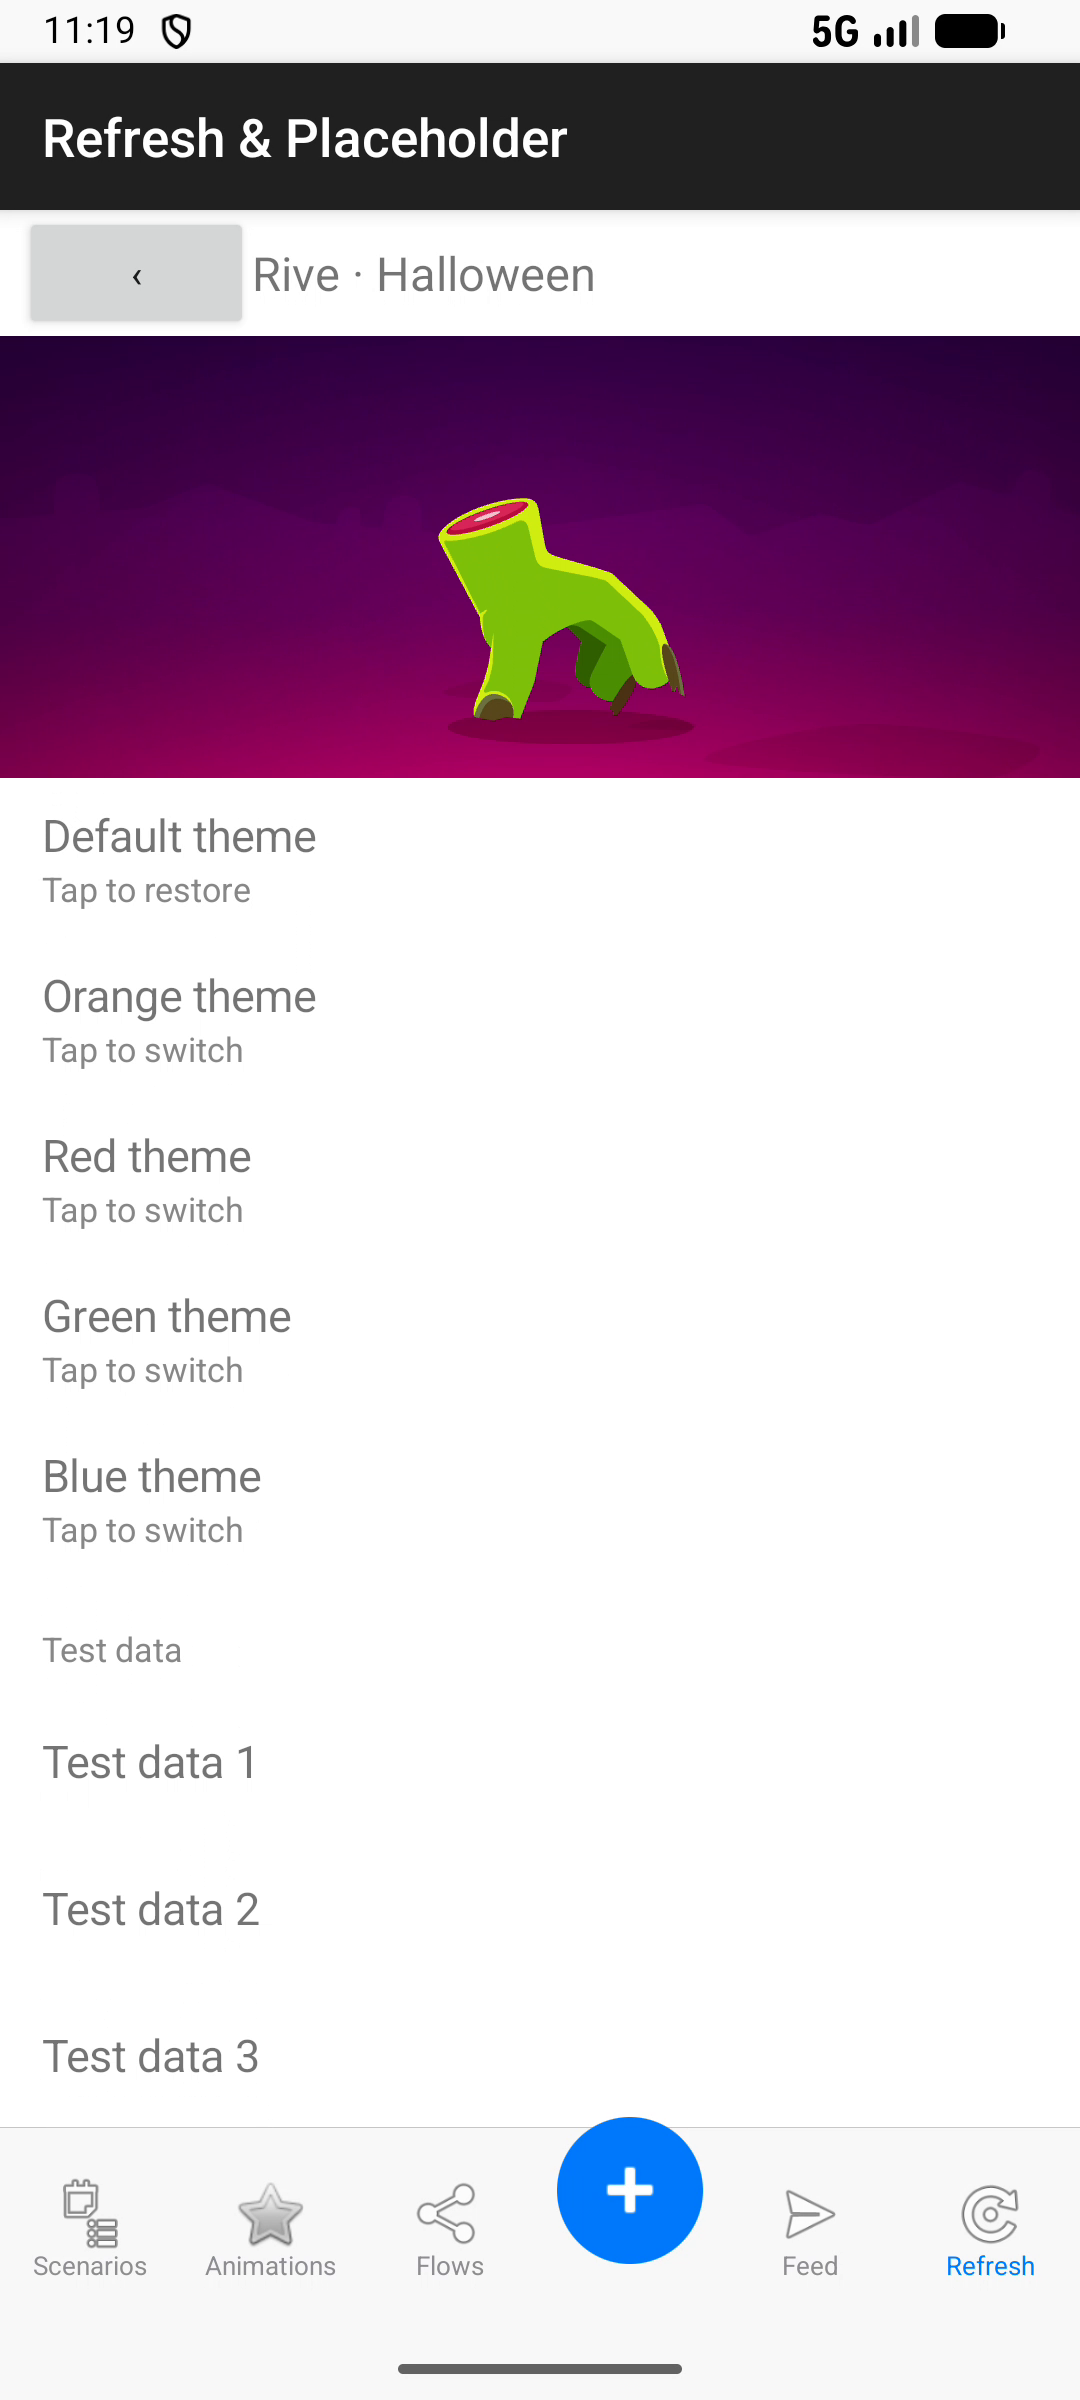 11:19
5G
Refresh & Placeholder
‹
Rive · Halloween
Default theme
Tap to restore
Orange theme
Tap to switch
Red theme
Tap to switch
Green theme
Tap to switch
Blue theme
Tap to switch
Test data
Test data 1
Test data 2
Test data 3
Scenarios
Animations
Flows
Feed
Refresh